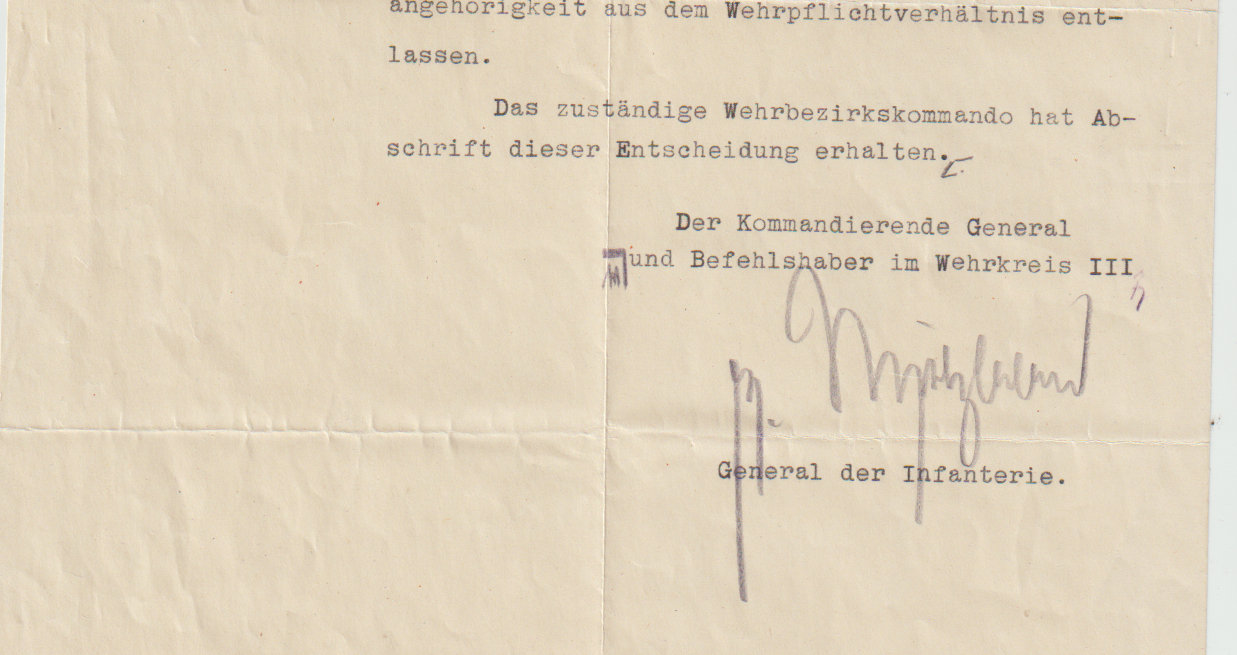 angehörigkeit aus dem Wehrpflichtverhältnis ent-
lassen.
Das zuständige Wehrbezirkskommando hat Ab-
schrift dieser Entscheidung erhalten.
Der Kommandierende General
und Befehlshaber im Wehrkreis III
General der Infanterie.